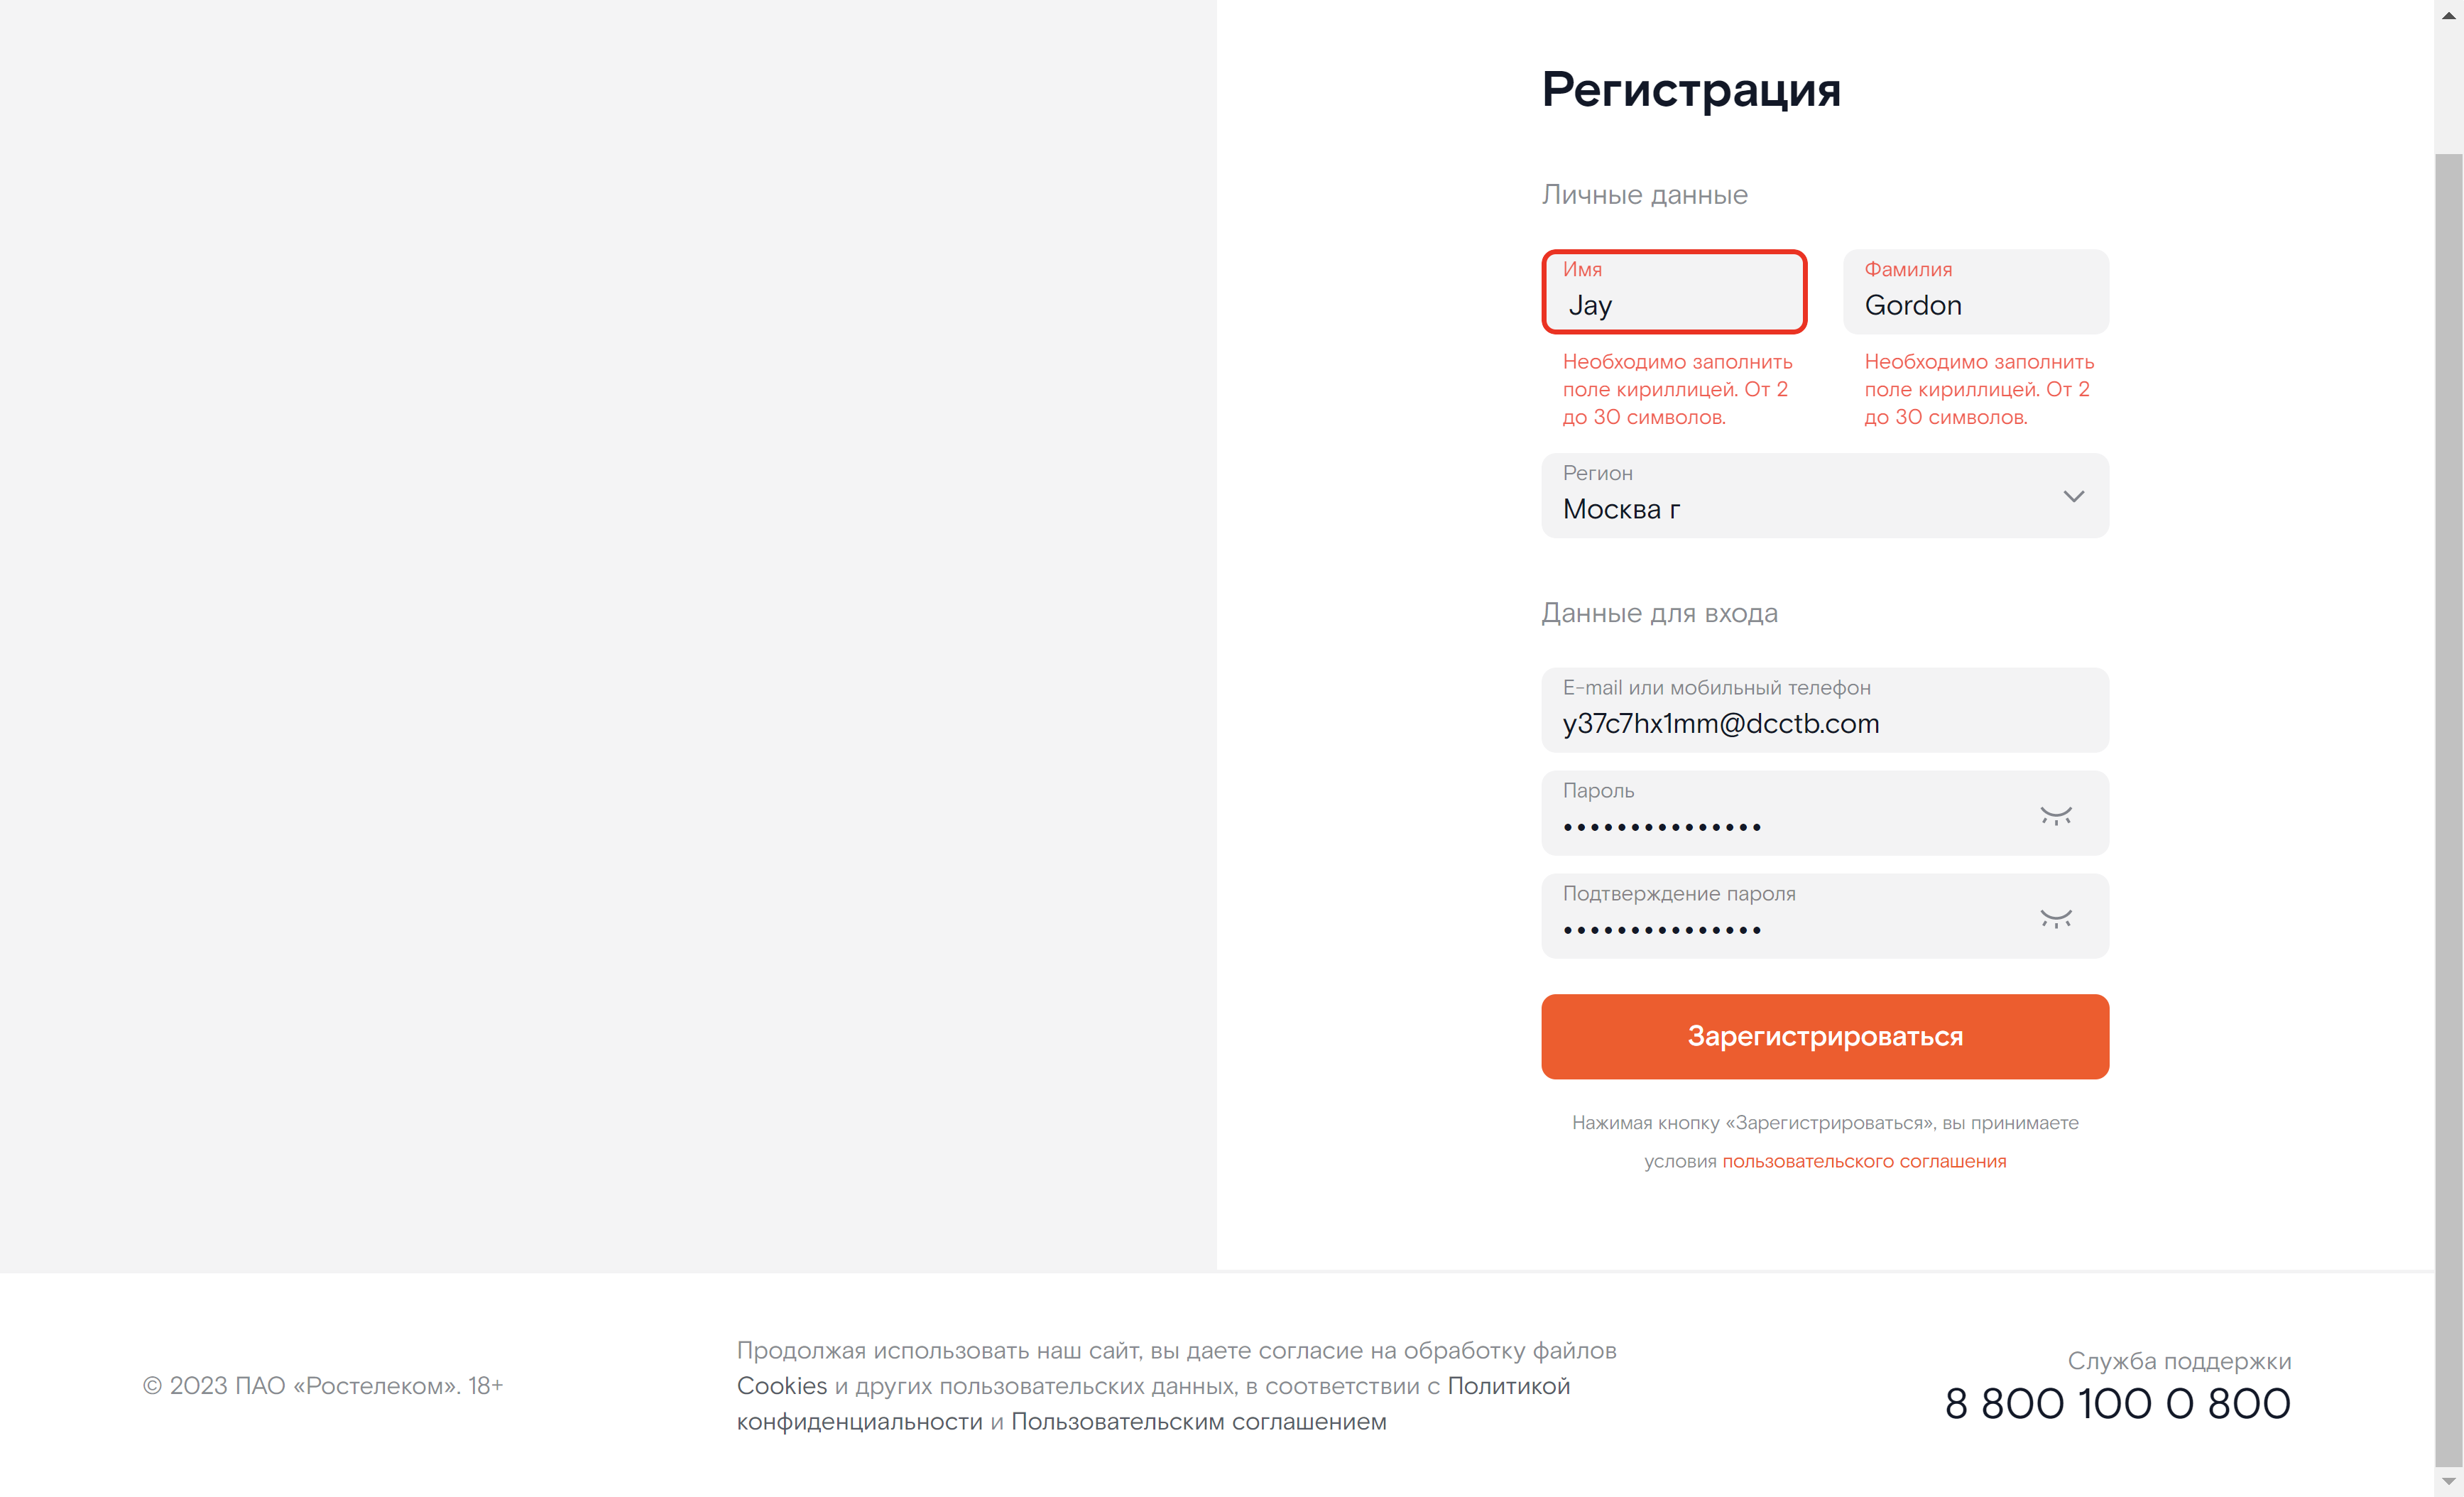 Регистрация
Личные данные
Имя
Jay
Фамилия
Gordon
Необходимо заполнить
поле кириллицей. От 2
до 30 символов.
Необходимо заполнить
поле кириллицей. От 2
до 30 символов.
Регион
Москва г
Данные для входа
E-mail или мобильный телефон
y37c7hx1mm@dcctb.com
Пароль
•••••••••••••••
Подтверждение пароля
•••••••••••••••
Зарегистрироваться
Нажимая кнопку «Зарегистрироваться», вы принимаете
условия пользовательского соглашения
© 2023 ПАО «Ростелеком». 18+
Продолжая использовать наш сайт, вы даете согласие на обработку файлов
Cookies и других пользовательских данных, в соответствии с Политикой
конфиденциальности и Пользовательским соглашением
Служба поддержки
8 800 100 0 800